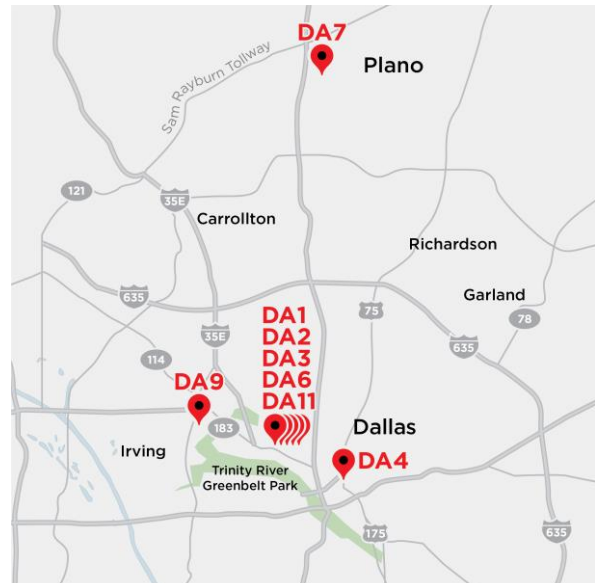 DA7
Plano
Sam Rayburn Tollway
121
35E
Carrollton
Richardson
635
75
Garland
78
35E
DA1
DA2
DA3
DA6
DA11
635
114
DA9
183
Dallas
Irving
Trinity River
Greenbelt Park
DA4
175
635